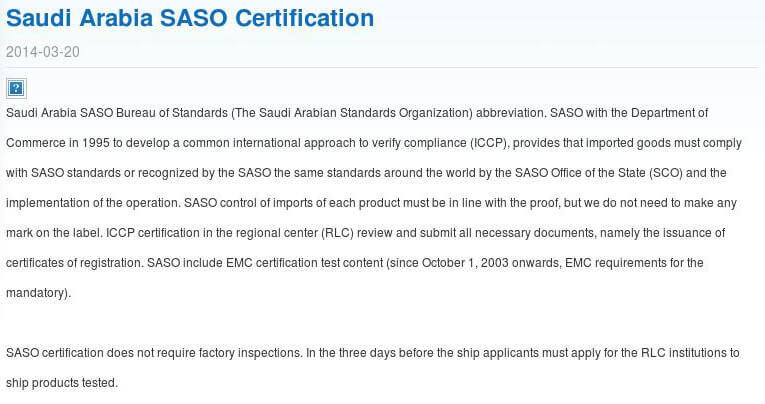 Saudi Arabia SASO Certification
2014-03-20
?
Saudi Arabia SASO Bureau of Standards (The Saudi Arabian Standards Organization) abbreviation. SASO with the Department of
Commerce in 1995 to develop a common international approach to verify compliance (ICCP), provides that imported goods must comply
with SASO standards or recognized by the SASO the same standards around the world by the SASO Office of the State (SCO) and the
implementation of the operation. SASO control of imports of each product must be in line with the proof, but we do not need to make any
mark on the label. ICCP certification in the regional center (RLC) review and submit all necessary documents, namely the issuance of
certificates of registration. SASO include EMC certification test content (since October 1, 2003 onwards, EMC requirements for the
mandatory).
SASO certification does not require factory inspections. In the three days before the ship applicants must apply for the RLC institutions to
ship products tested.